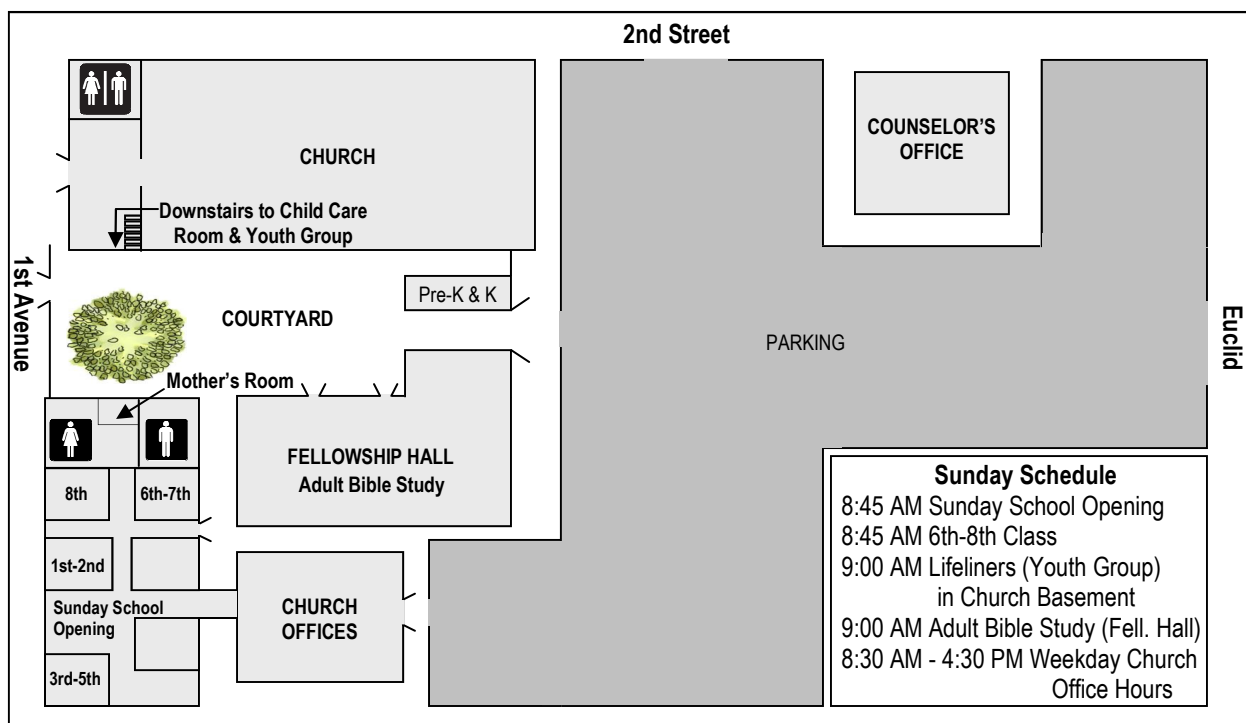 2nd Street
CHURCH
COUNSELOR'S
OFFICE
Downstairs to Child Care
Room & Youth Group
1st Avenue
Pre-K & K
COURTYARD
PARKING
Euclid
Mother's Room
FELLOWSHIP HALL
Adult Bible Study
8th
6th-7th
1st-2nd
Sunday School
Opening
CHURCH
OFFICES
3rd-5th
Sunday Schedule
8:45 AM Sunday School Opening
8:45 AM 6th-8th Class
9:00 AM Lifeliners (Youth Group)
in Church Basement
9:00 AM Adult Bible Study (Fell. Hall)
8:30 AM - 4:30 PM Weekday Church
Office Hours